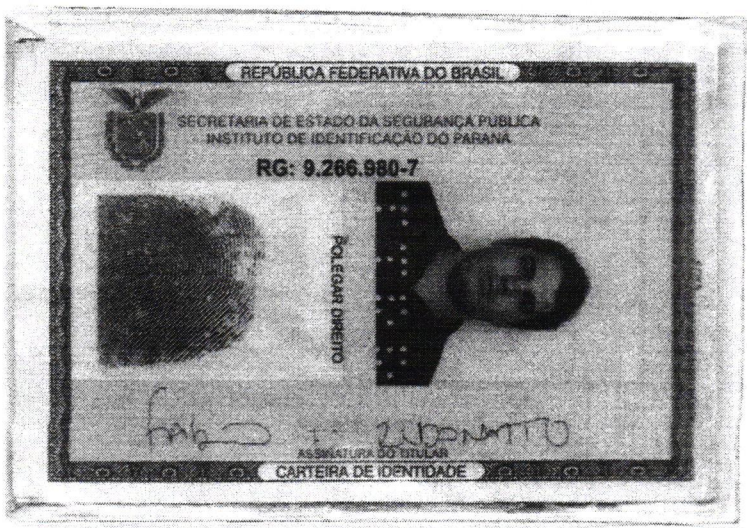 REPÚBLICA FEDERATIVA DO BRASIL
SECRETARIA DE ESTADO DA SEGURANÇA PÚBLICA
INSTITUTO DE IDENTIFICAÇÃO DO PARANÁ
RG: 9.266.980-7
POLEGAR DIREITO
ASSINATURA DO TITULAR
CARTEIRA DE IDENTIDADE